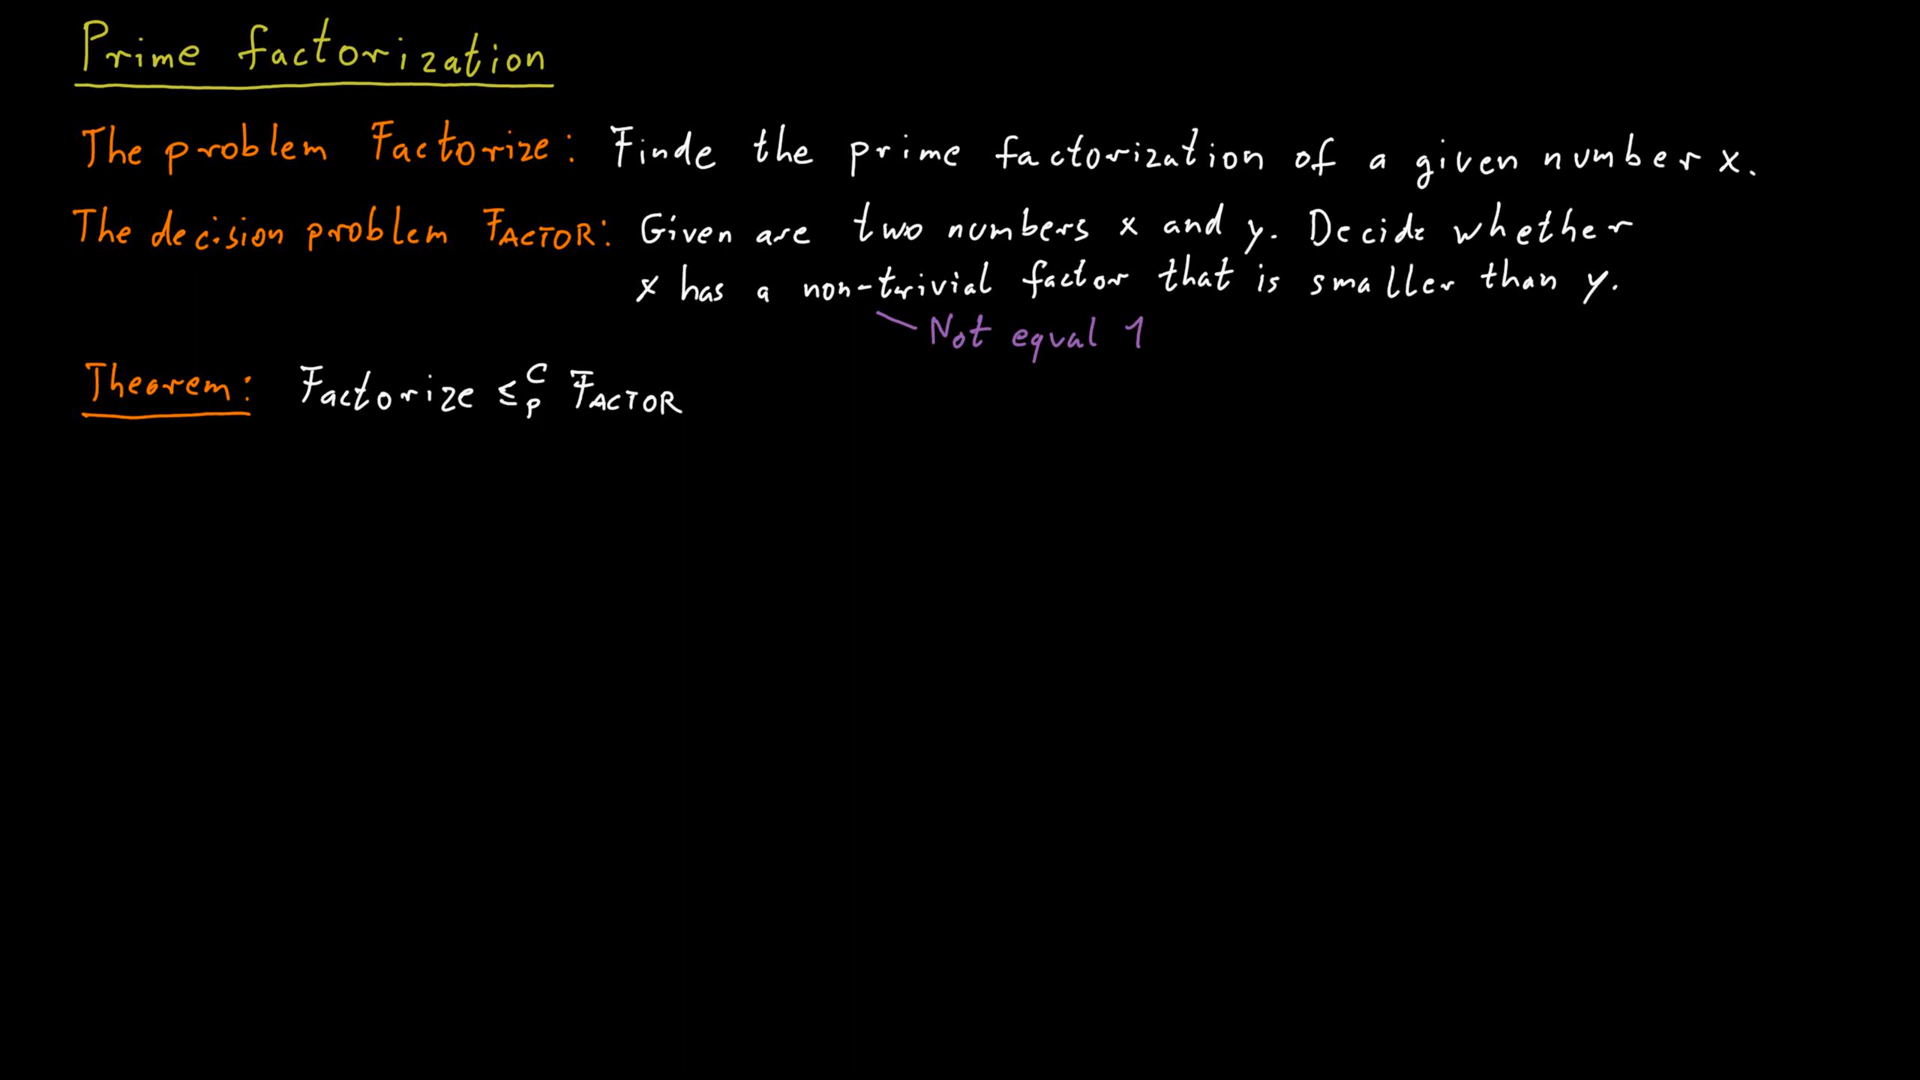 Prime factorization
The problem Factorize: Finde the prime factorization of a given number x.
The decision problem FACTOR: Given are two numbers x and y. Decide whether
x has a non-trivial factor that is smaller than y.
Not equal 1
Theorem: Factorize ≤ᶜₚ FACTOR